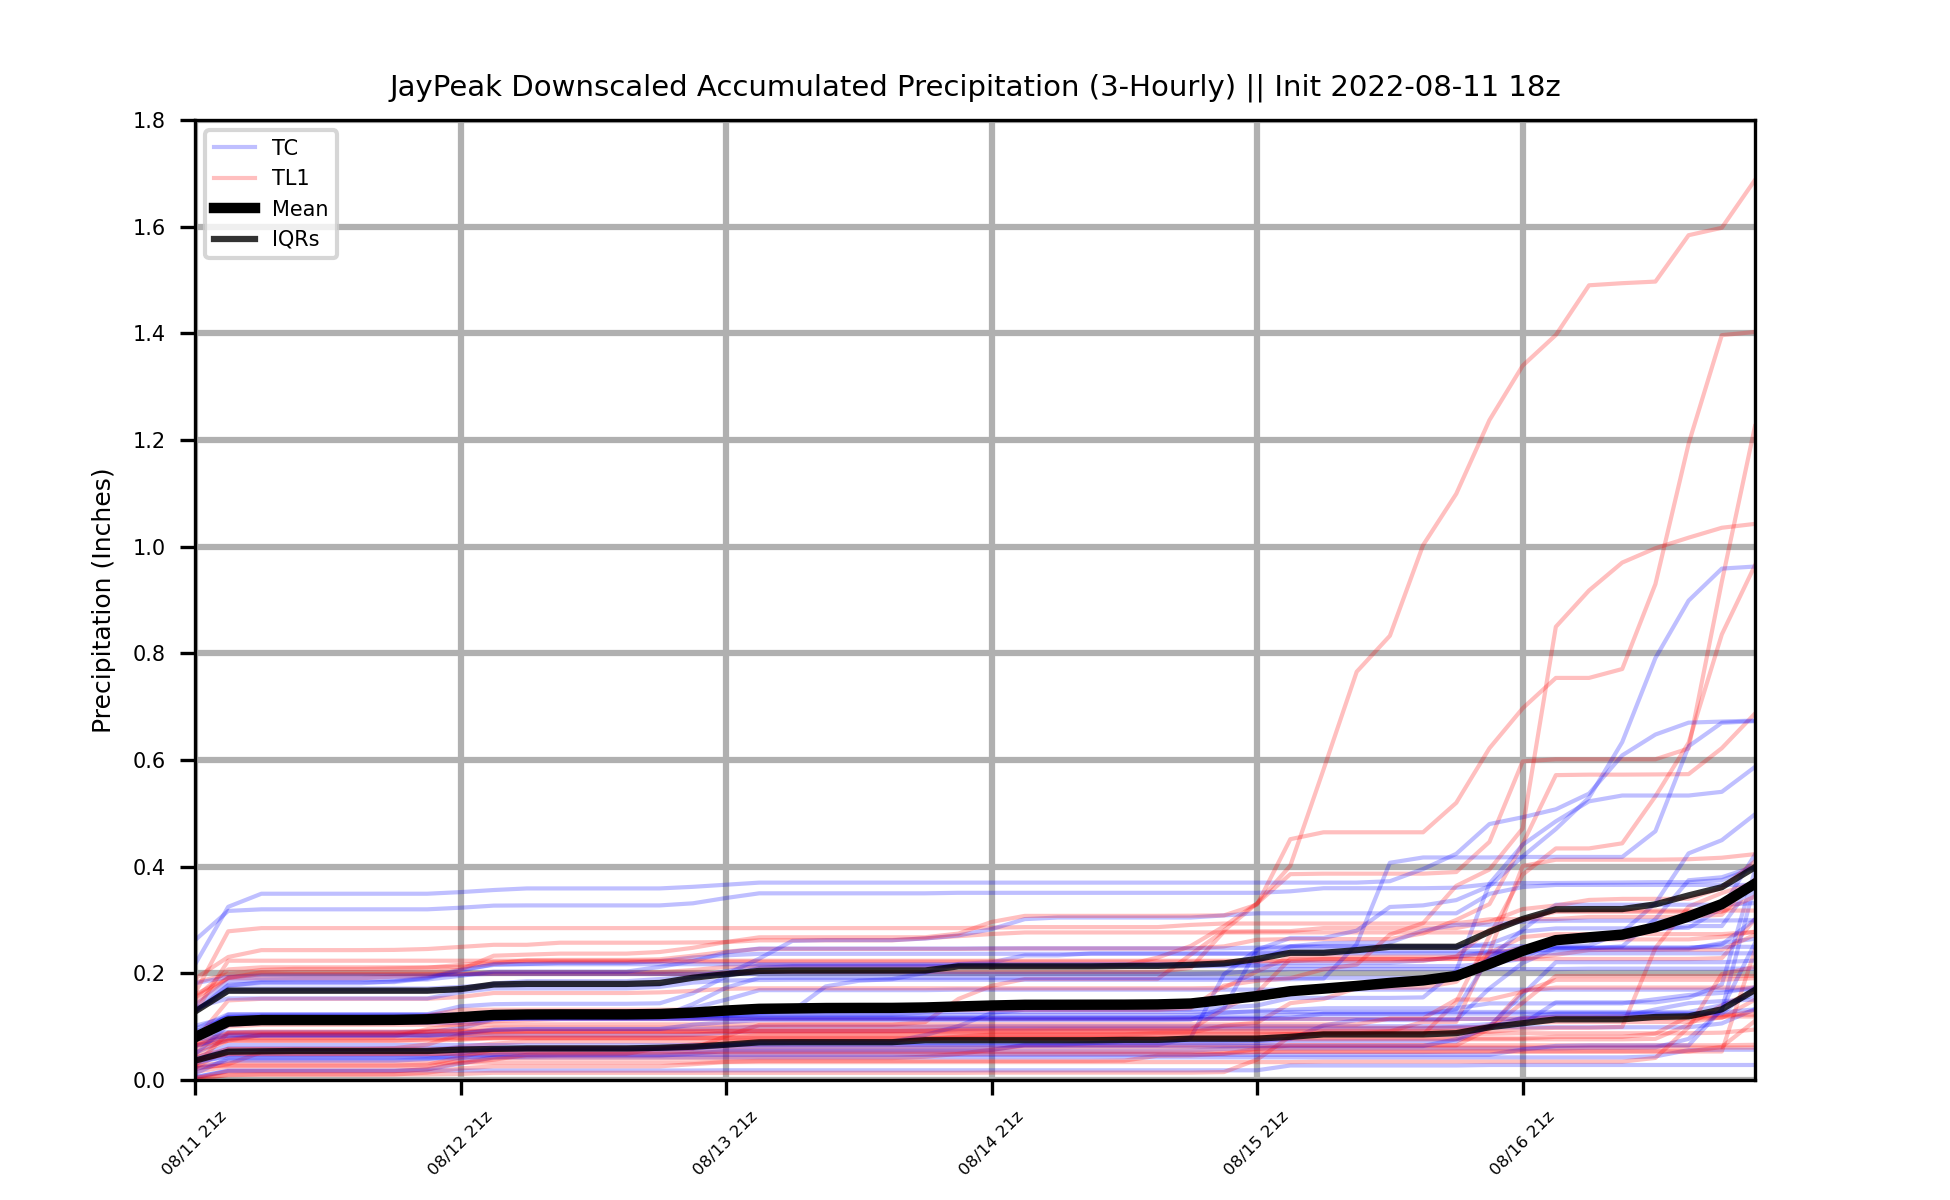 JayPeak Downscaled Accumulated Precipitation (3-Hourly) || Init 2022-08-11 18z
TC
TL1
Mean
IQRs
Precipitation (Inches)
1.8
1.6
1.4
1.2
1.0
0.8
0.6
0.4
0.2
0.0
08/11 21z
08/12 21z
08/13 21z
08/14 21z
08/15 21z
08/16 21z